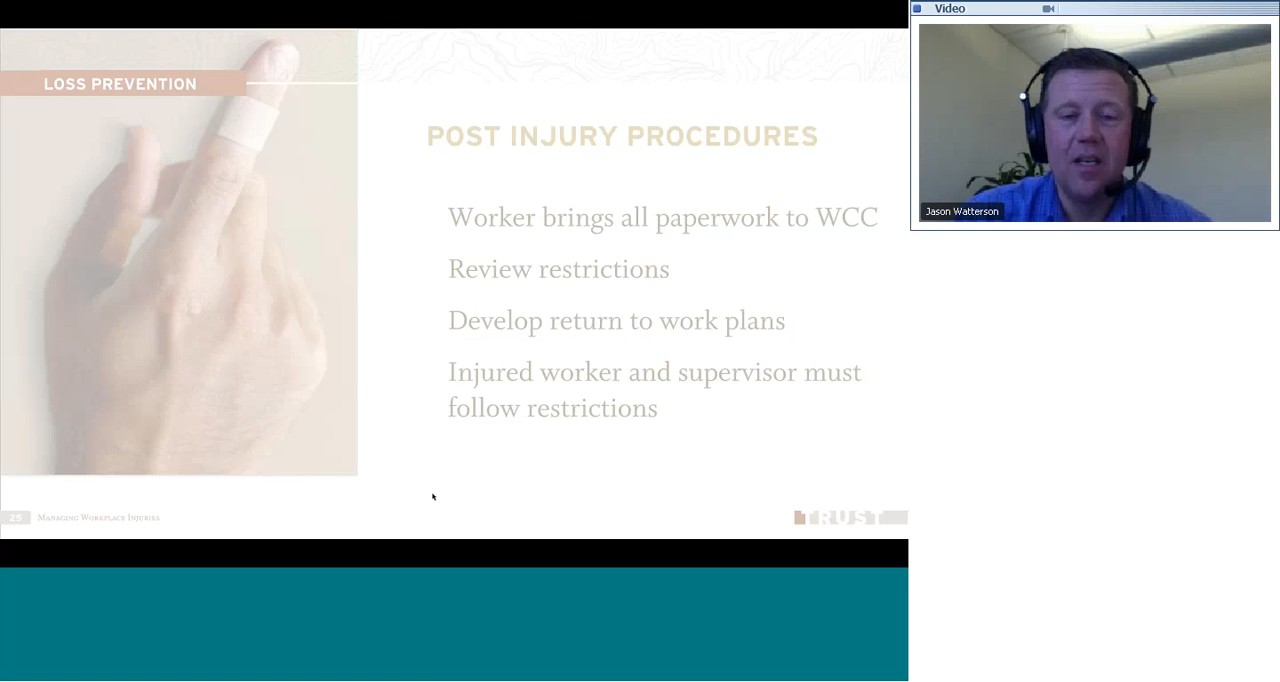 Video
LOSS PREVENTION
POST INJURY PROCEDURES
Worker brings all paperwork to WCC
Review restrictions
Develop return to work plans
Injured worker and supervisor must
follow restrictions
Jason Watterson
25 Managing Workplace Injuries
TRUST